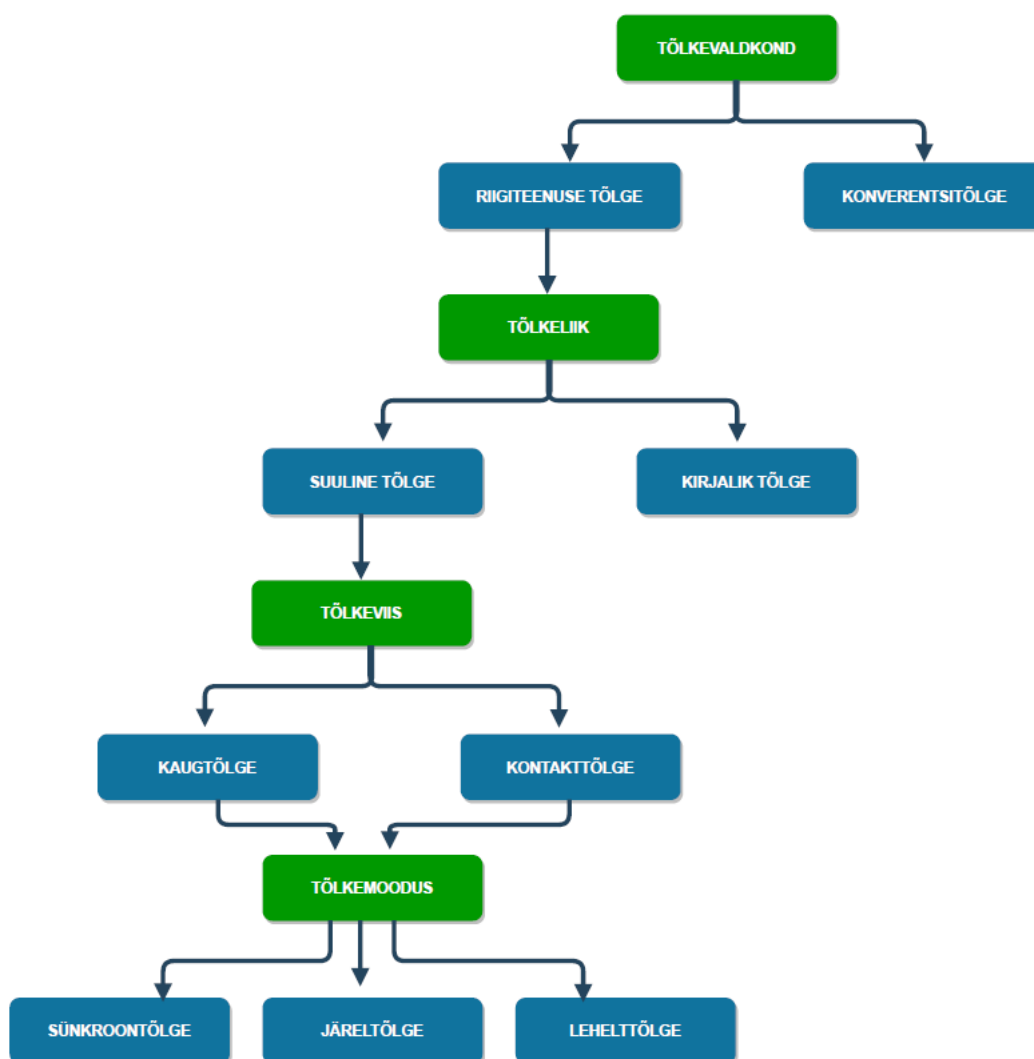 TÕLKEVALDKOND
RIIGITEENUSE TÕLGE
KONVERENTSITÕLGE
TÕLKELIIK
SUULINE TÕLGE
KIRJALIK TÕLGE
TÕLKEVIIS
KAUGTÕLGE
KONTAKTTÕLGE
TÕLKEMOODUS
SÜNKROONTÕLGE
JÄRELTÕLGE
LEHELTTÕLGE